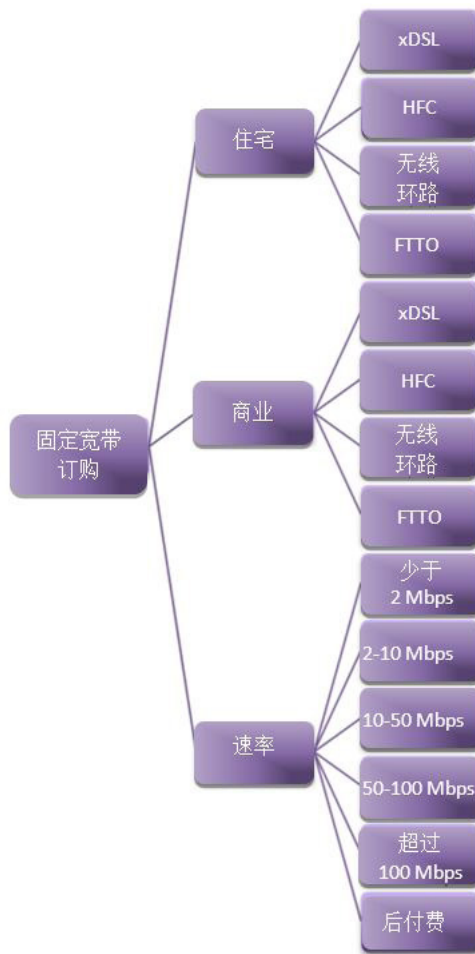 固定宽带
订购
住宅
xDSL
HFC
无线
环路
FTTO
商业
xDSL
HFC
无线
环路
FTTO
速率
少于
2 Mbps
2-10 Mbps
10-50 Mbps
50-100 Mbps
超过
100 Mbps
后付费